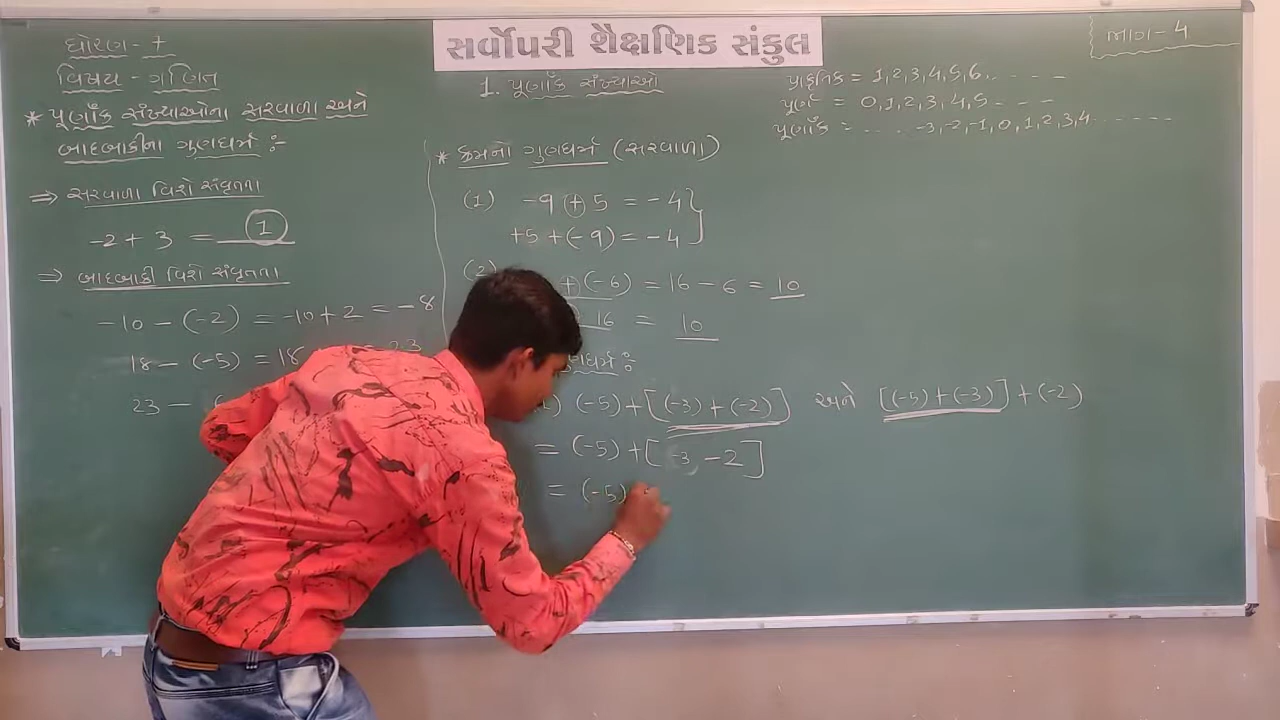 સર્વોપરી શૈક્ષણિક સંકુલ
ભાગ - 4
ધોરણ - 7
વિષય - ગણિત
1. પૂર્ણાંક સંખ્યાઓ
પ્રાકૃતિક = 1,2,3,4,5,6. - - - -
પૂર્ણ = 0,1,2,3,4,5- - - -
પૂર્ણાંક = .... -3,-2,-1,0,1,2,3,4 - - - - - -
* પૂર્ણાંક સંખ્યાઓના સરવાળા અને
બાદબાકીના ગુણધર્મ :-
⇒ સરવાળા વિશે સંવૃતતા
-2 + 3 = 1
⇒ બાદબાકી વિશે સંવૃતતા
-10 - (-2) = -10 + 2 = -8
18 - (-5) = 18 = 23
23 -
* ક્રમનો ગુણધર્મ (સરવાળા)
(1) -9 + 5 = -4 }
+5 + (-9) = -4
(2) + (-6) = 16 - 6 = 10
16 = 10
(-5) + [(-3) + (-2)] અને [(-5) + (-3)] + (-2)
= (-5) + [-3 - 2]
= (-5)